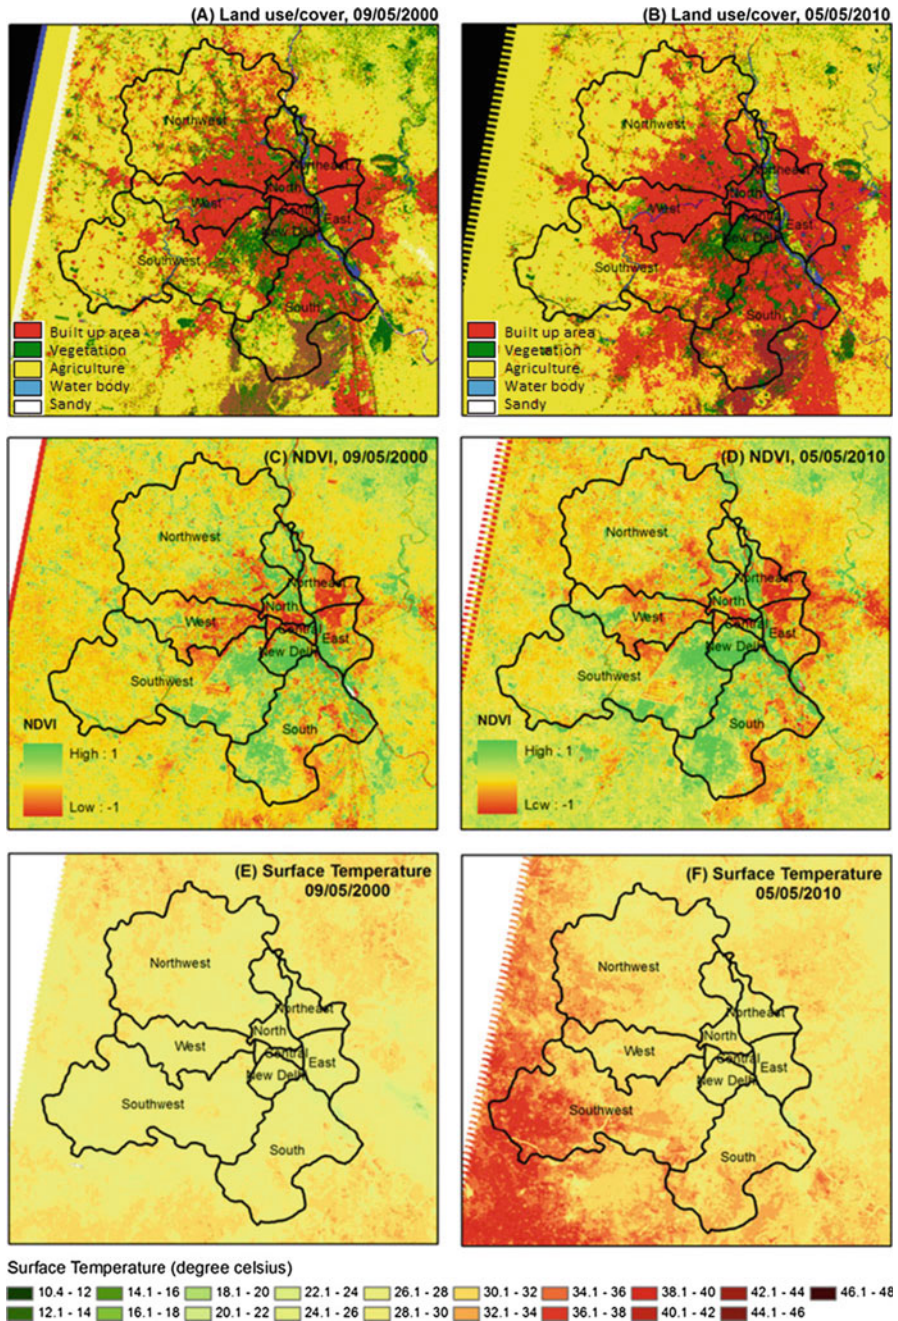 (A) Land use/cover, 09/05/2000
Northwest
Northeast
North
West
Central
East
New Delhi
Southwest
South
Built up area
Vegetation
Agriculture
Water body
Sandy
(B) Land use/cover, 05/05/2010
Northwest
Northeast
North
West
Central
East
New Delhi
Southwest
South
Built up area
Vegetation
Agriculture
Water body
Sandy
(C) NDVI, 09/05/2000
Northwest
Northeast
North
West
Central
East
New Delhi
Southwest
South
NDVI
High : 1
Low : -1
(D) NDVI, 05/05/2010
Northwest
Northeast
North
West
Central
East
New Delhi
Southwest
South
NDVI
High : 1
Low : -1
(E) Surface Temperature
09/05/2000
Northwest
Northeast
North
West
Central
East
New Delhi
Southwest
South
(F) Surface Temperature
05/05/2010
Northwest
Northeast
North
West
Central
East
New Delhi
Southwest
South
Surface Temperature (degree celsius)
10.4 - 12 14.1 - 16 18.1 - 20 22.1 - 24 26.1 - 28 30.1 - 32 34.1 - 36 38.1 - 40 42.1 - 44 46.1 - 48
12.1 - 14 16.1 - 18 20.1 - 22 24.1 - 26 28.1 - 30 32.1 - 34 36.1 - 38 40.1 - 42 44.1 - 46